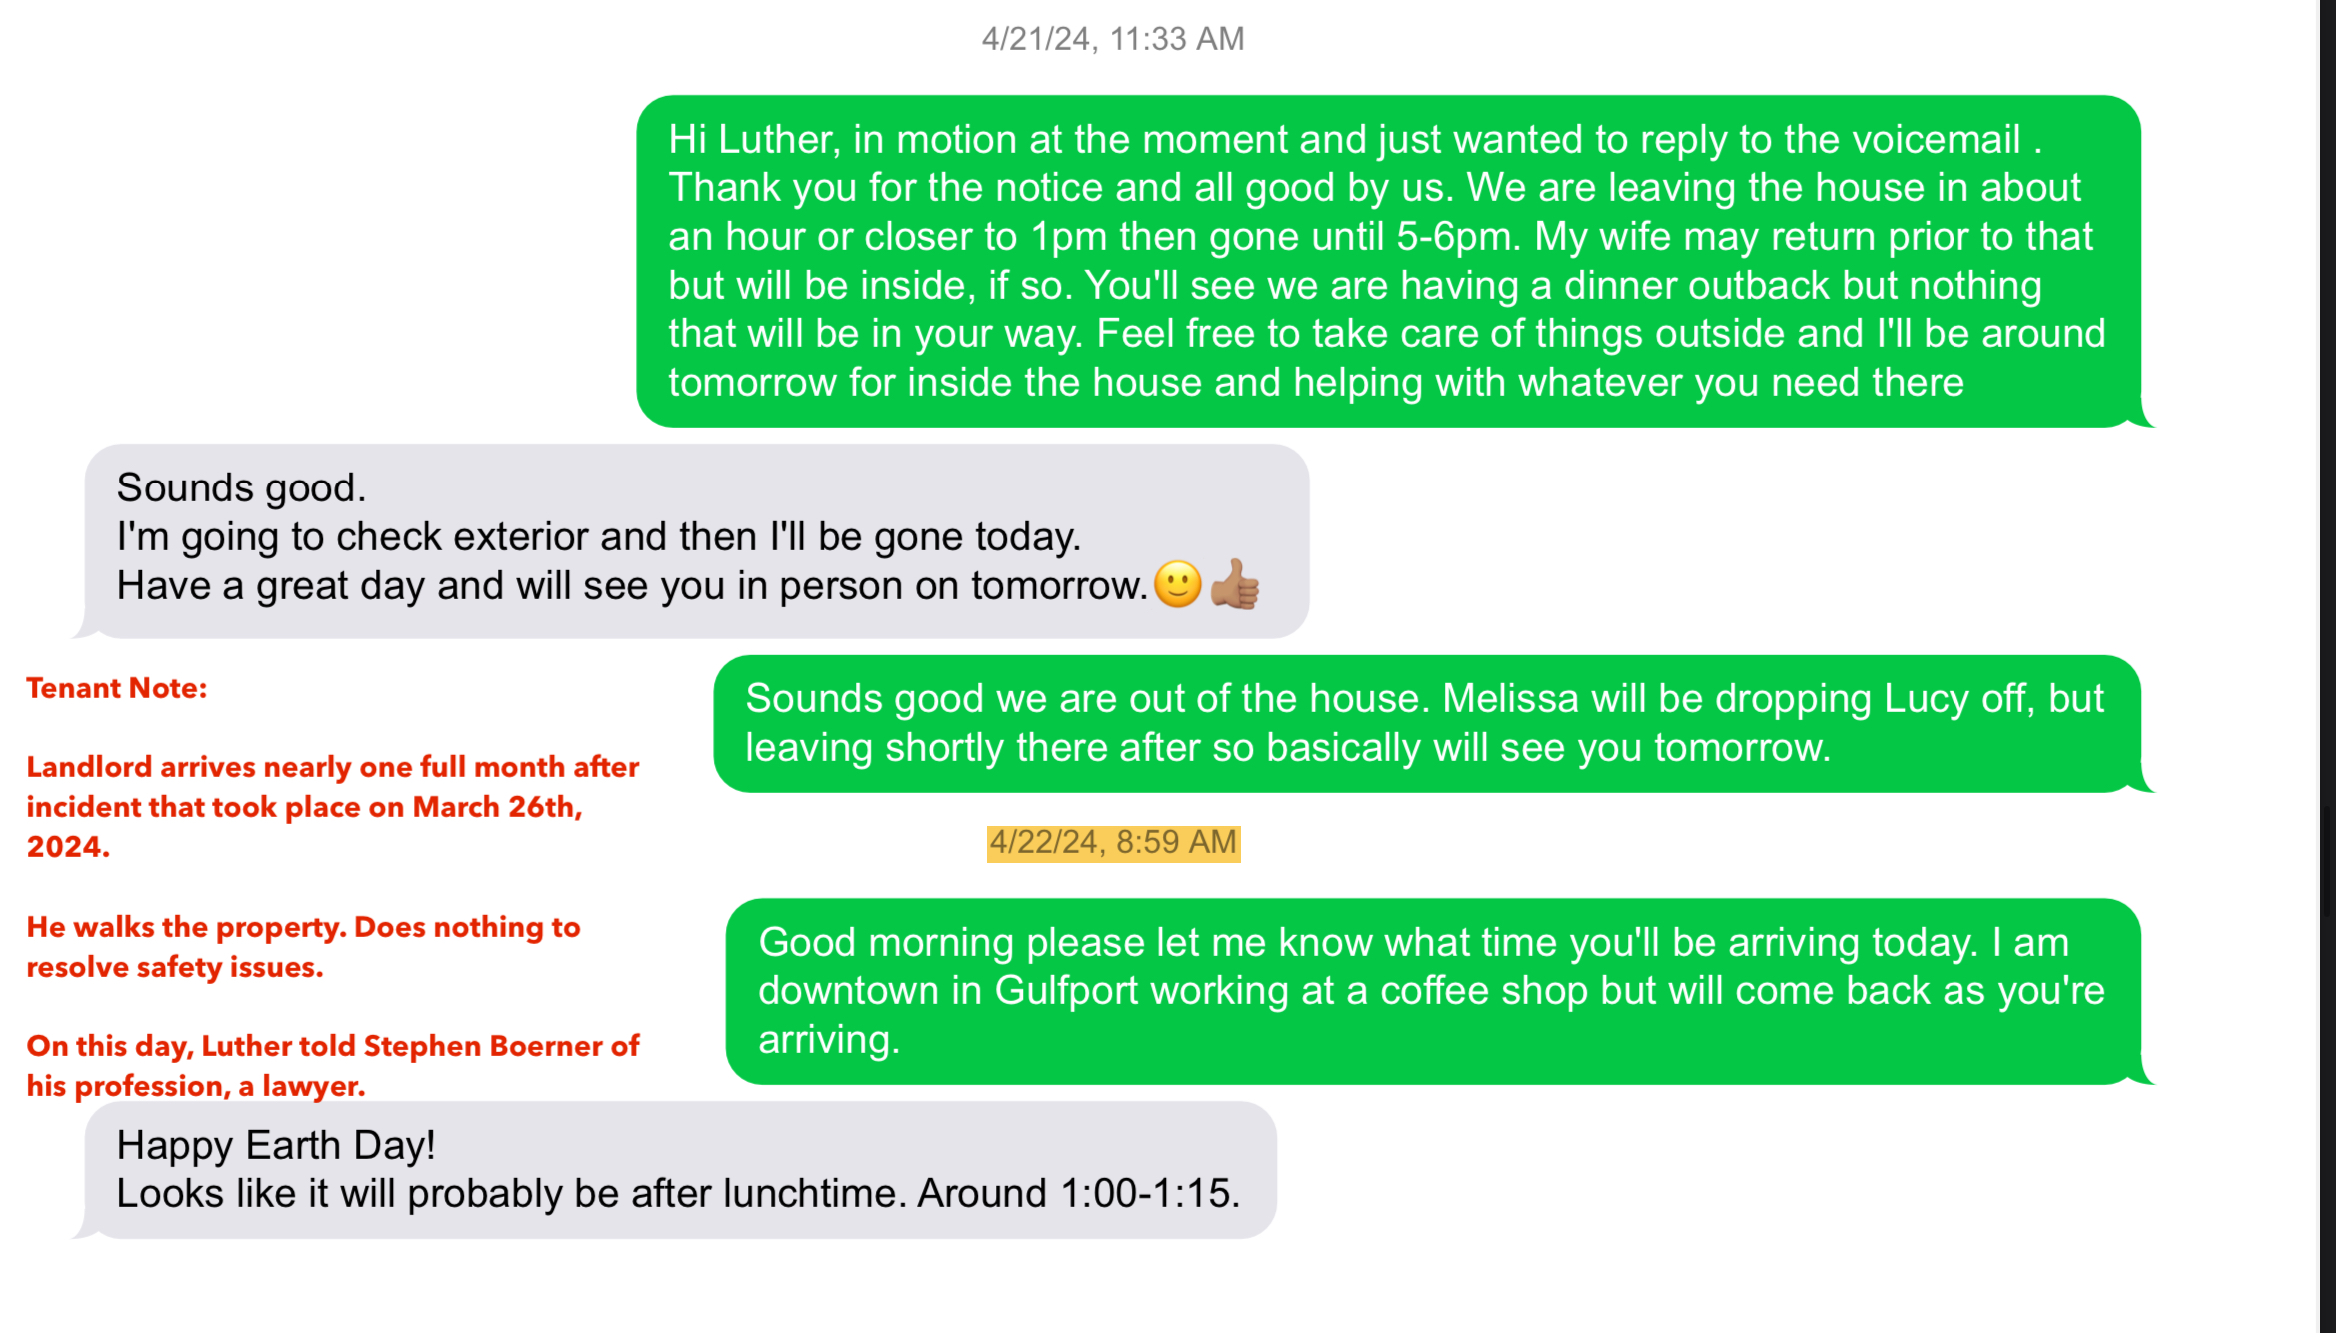 4/21/24, 11:33 AM
Hi Luther, in motion at the moment and just wanted to reply to the voicemail .
Thank you for the notice and all good by us. We are leaving the house in about
an hour or closer to 1pm then gone until 5-6pm. My wife may return prior to that
but will be inside, if so. You'll see we are having a dinner outback but nothing
that will be in your way. Feel free to take care of things outside and I'll be around
tomorrow for inside the house and helping with whatever you need there
Sounds good.
I'm going to check exterior and then I'll be gone today.
Have a great day and will see you in person on tomorrow.🙂👍🏽
Sounds good we are out of the house. Melissa will be dropping Lucy off, but
leaving shortly there after so basically will see you tomorrow.
Tenant Note:
Landlord arrives nearly one full month after
incident that took place on March 26th,
2024.
He walks the property. Does nothing to
resolve safety issues.
On this day, Luther told Stephen Boerner of
his profession, a lawyer.
4/22/24, 8:59 AM
Good morning please let me know what time you'll be arriving today. I am
downtown in Gulfport working at a coffee shop but will come back as you're
arriving.
Happy Earth Day!
Looks like it will probably be after lunchtime. Around 1:00-1:15.